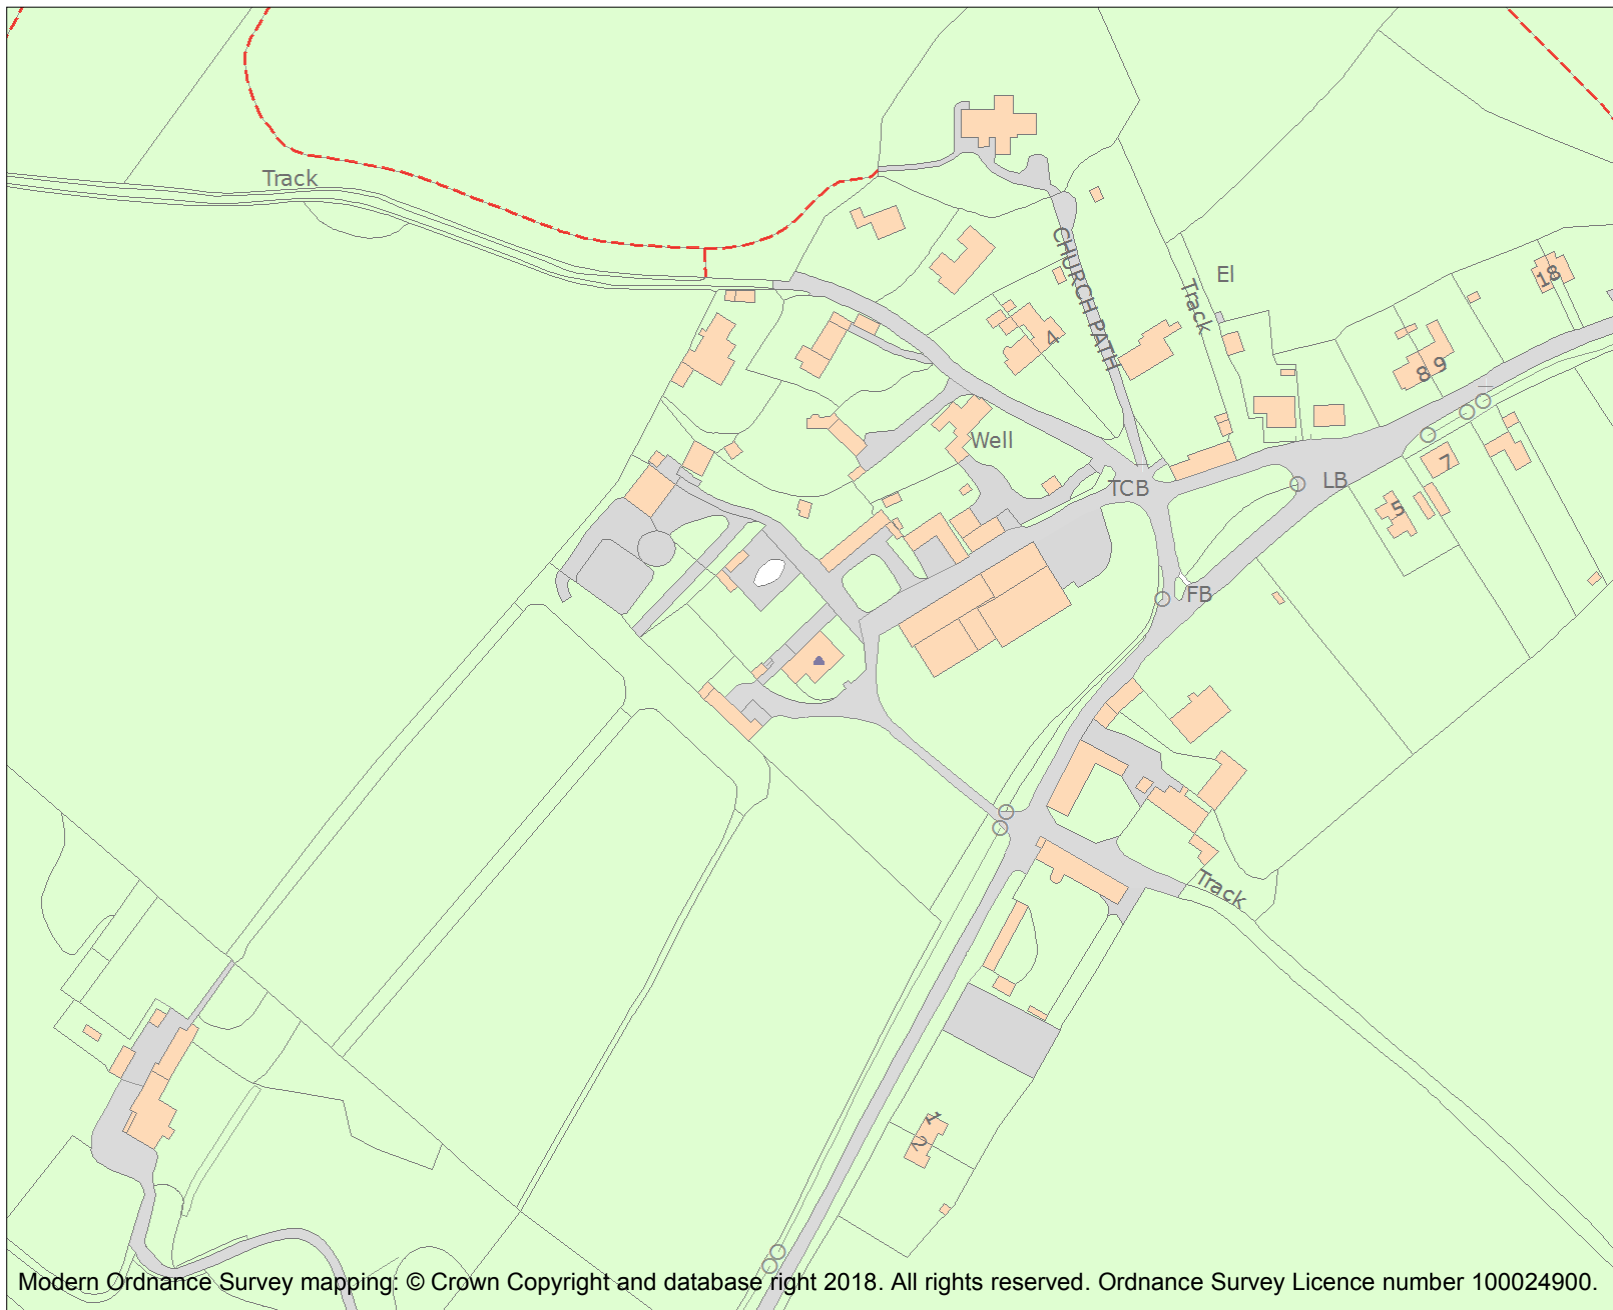 Track
CHURCH PATH
Track
El
18
4
8 9
Well
TCB
LB
7
5
FB
Track
1
2
Modern Ordnance Survey mapping: © Crown Copyright and database right 2018. All rights reserved. Ordnance Survey Licence number 100024900.